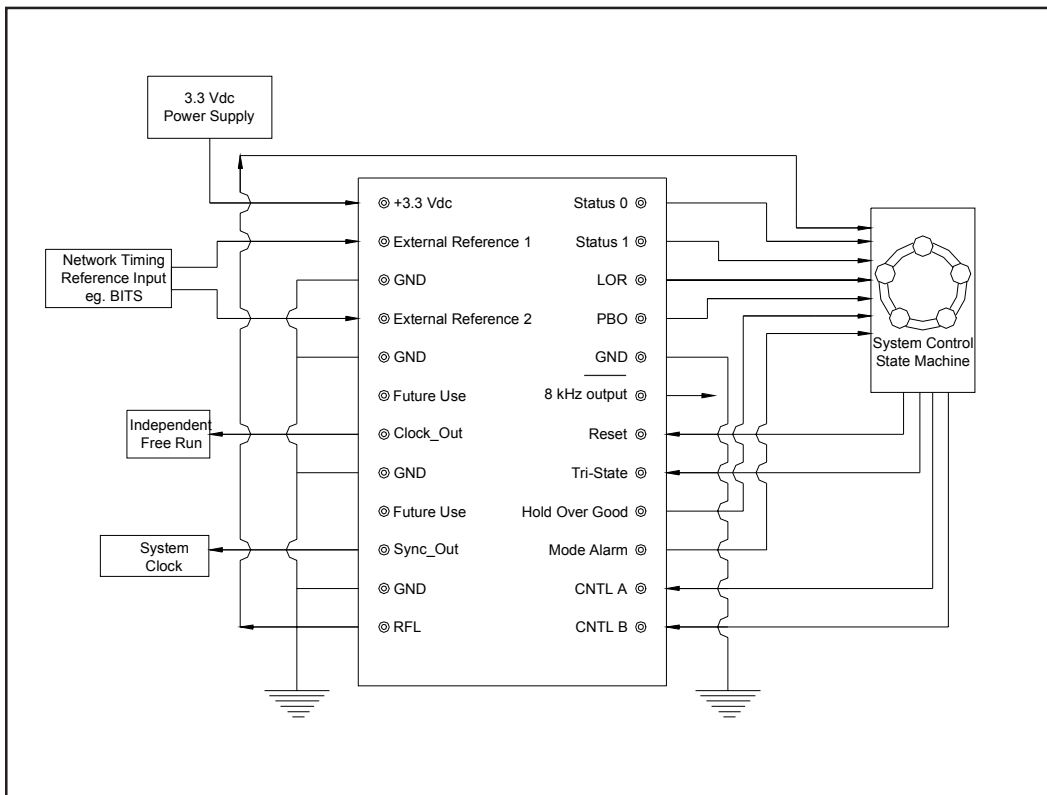 3.3 Vdc
Power Supply
Network Timing
Reference Input
eg. BITS
Independent
Free Run
System
Clock
+3.3 Vdc
External Reference 1
GND
External Reference 2
GND
Future Use
Clock_Out
GND
Future Use
Sync_Out
GND
RFL
Status 0
Status 1
LOR
PBO
GND
8 kHz output
Reset
Tri-State
Hold Over Good
Mode Alarm
CNTL A
CNTL B
System Control
State Machine